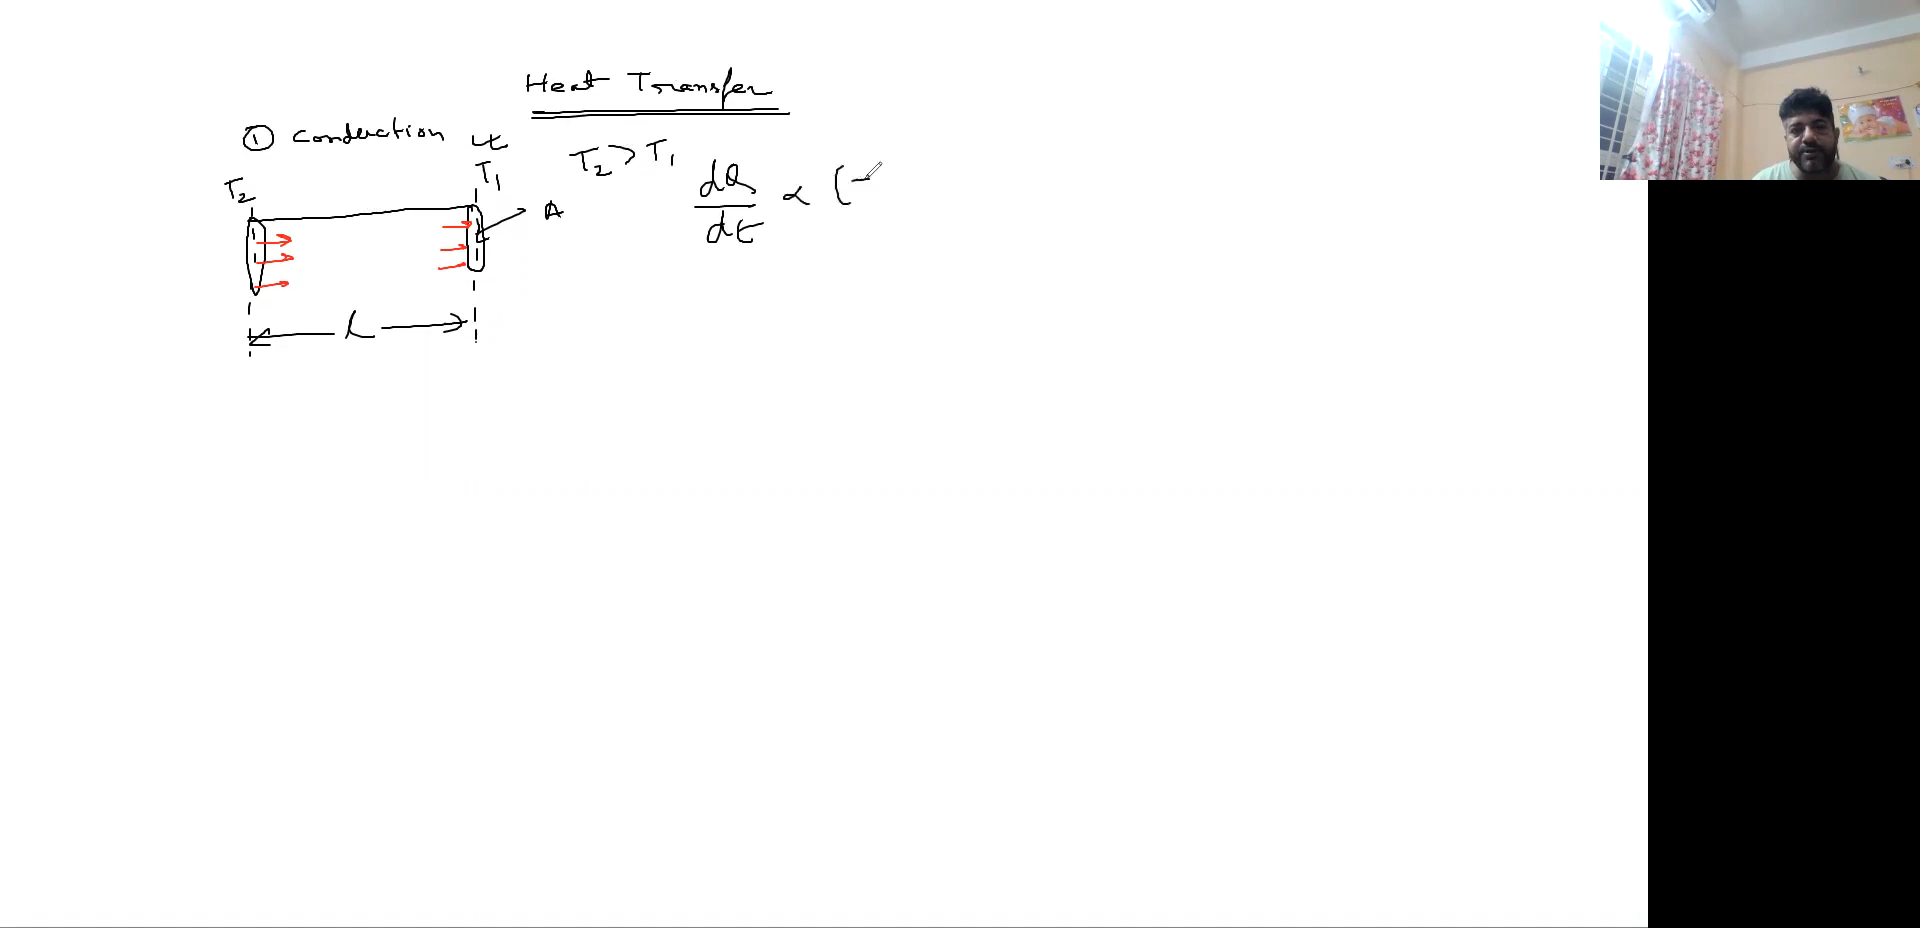 Heat Transfer
① conduction
T₂
T₁
T₂ > T₁
dQ/dt ∝ (
A
L